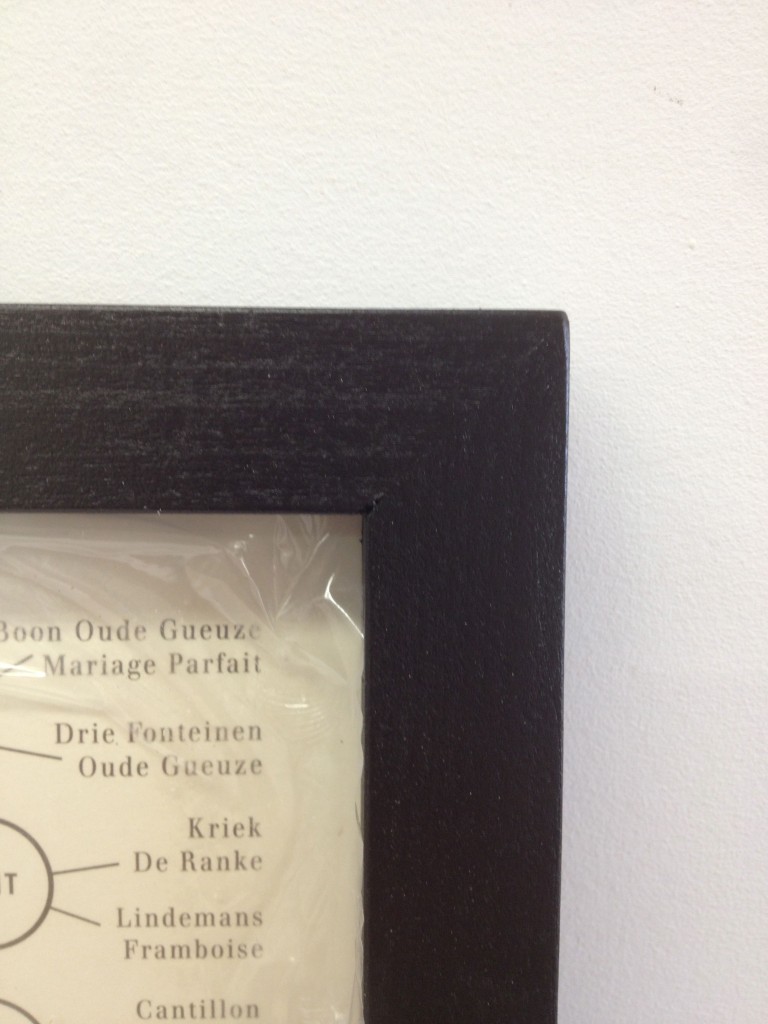 Boon Oude Gueuze
Mariage Parfait
Drie Fonteinen
Oude Gueuze
Kriek
De Ranke
Lindemans
Framboise
Cantillon